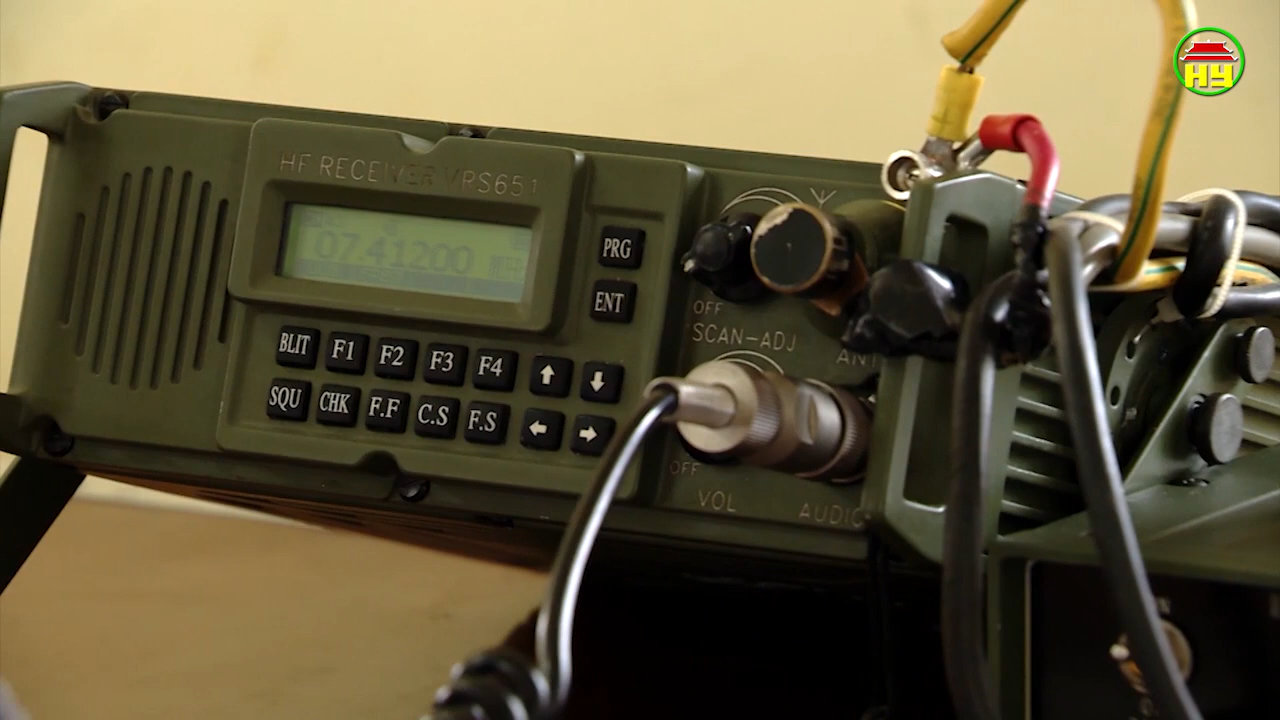 HY
HF RECEIVER VRS651
07.41200
PRG
ENT
OFF
SCAN-ADJ
ANT
BLIT F1 F2 F3 F4
SQU CHK F.F C.S F.S
OFF
VOL
AUDIO